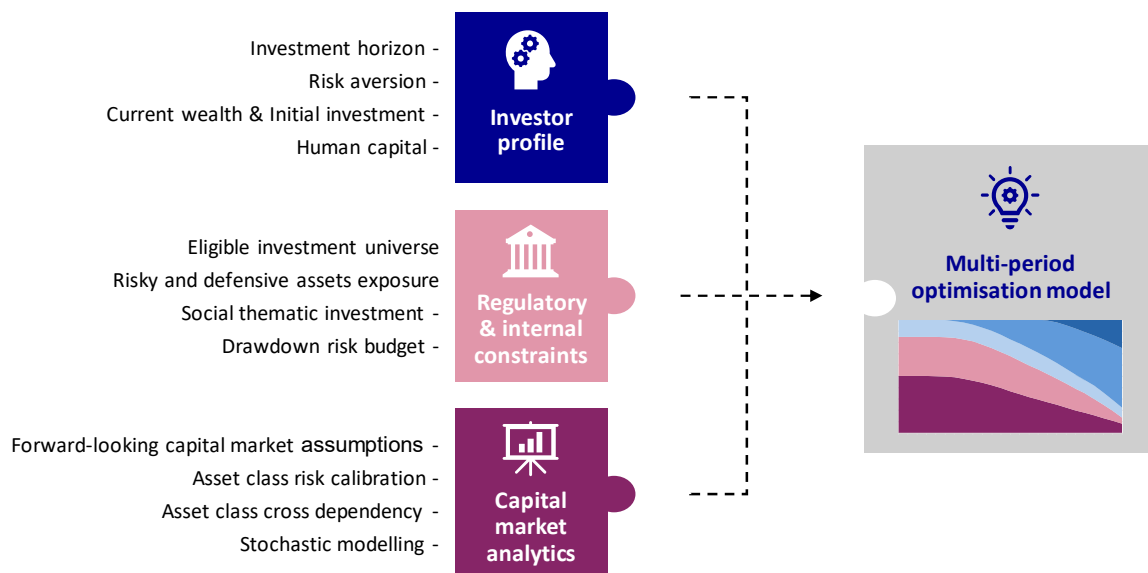 Investment horizon -
Risk aversion -
Current wealth & Initial investment -
Human capital -
Investor
profile
Eligible investment universe
Risky and defensive assets exposure
Social thematic investment -
Drawdown risk budget -
Regulatory
& internal
constraints
Forward-looking capital market assumptions -
Asset class risk calibration -
Asset class cross dependency -
Stochastic modelling -
Capital
market
analytics
Multi-period
optimisation model